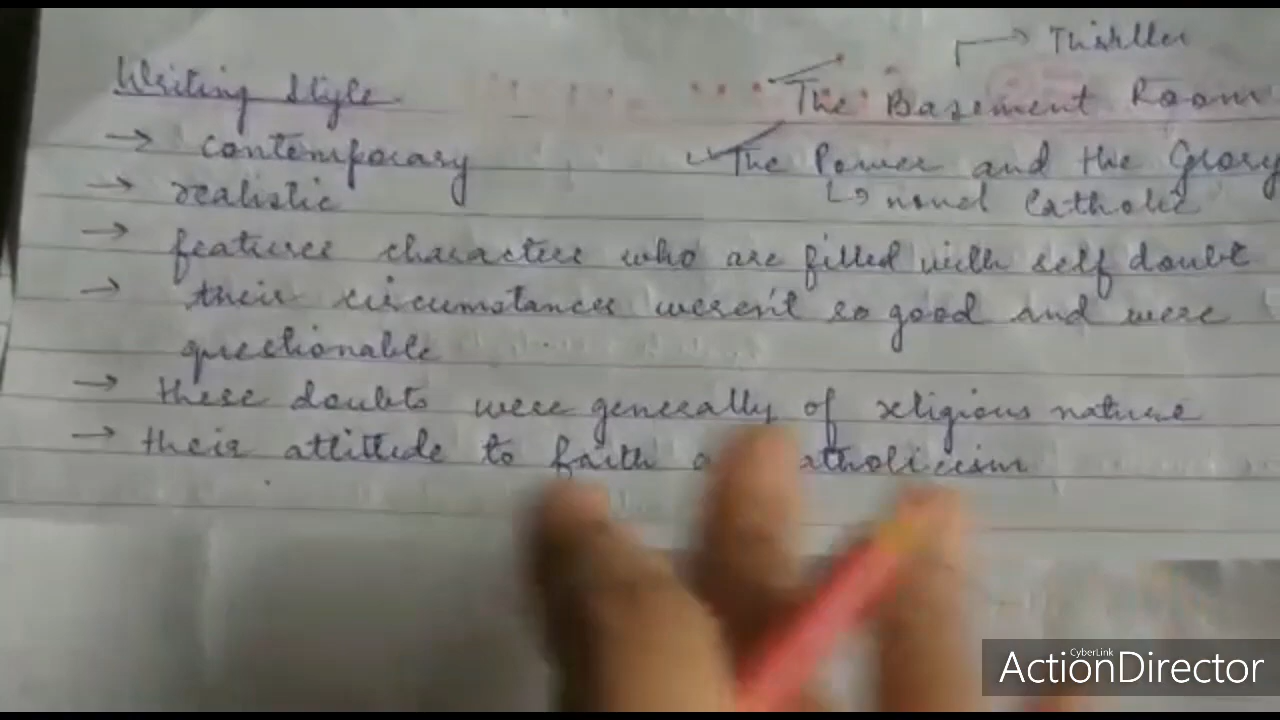 Thriller
Writing Style
The Basement Room
→ contemporary
The Power and the Glory
→ realistic
↳ novel Catholic
→ features characters who are filled with self doubt
→ their circumstances weren't so good and were
questionable
→ these doubts were generally of religious nature
→ their attitude to faith atholicism
CyberLink
ActionDirector